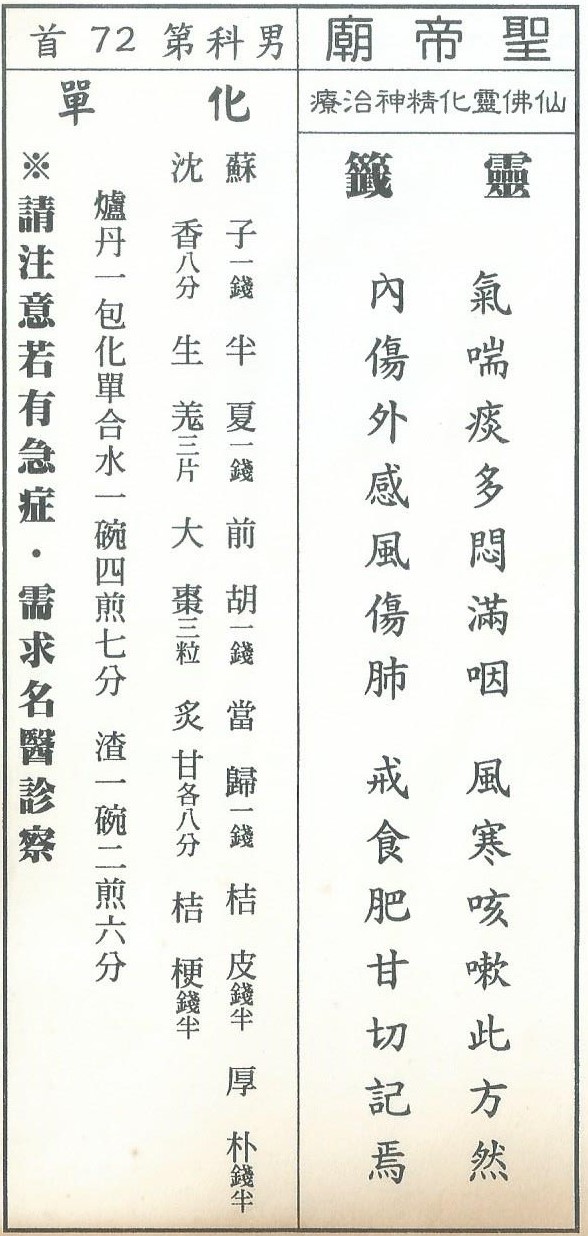 聖帝廟
仙佛靈化精神治療
靈籤
氣喘痰多悶滿咽 風寒咳嗽此方然
內傷外感風傷肺 戒食肥甘切記焉
男科第72首
化單
蘇子一錢 半夏一錢 前胡一錢 當歸一錢 桔皮錢半 厚朴錢半
沈香八分 生羗三片 大棗三粒 炙甘各八分 桔梗錢半
爐丹一包化單合水一碗四煎七分 渣一碗二煎六分
※請注意若有急症·需求名醫診察